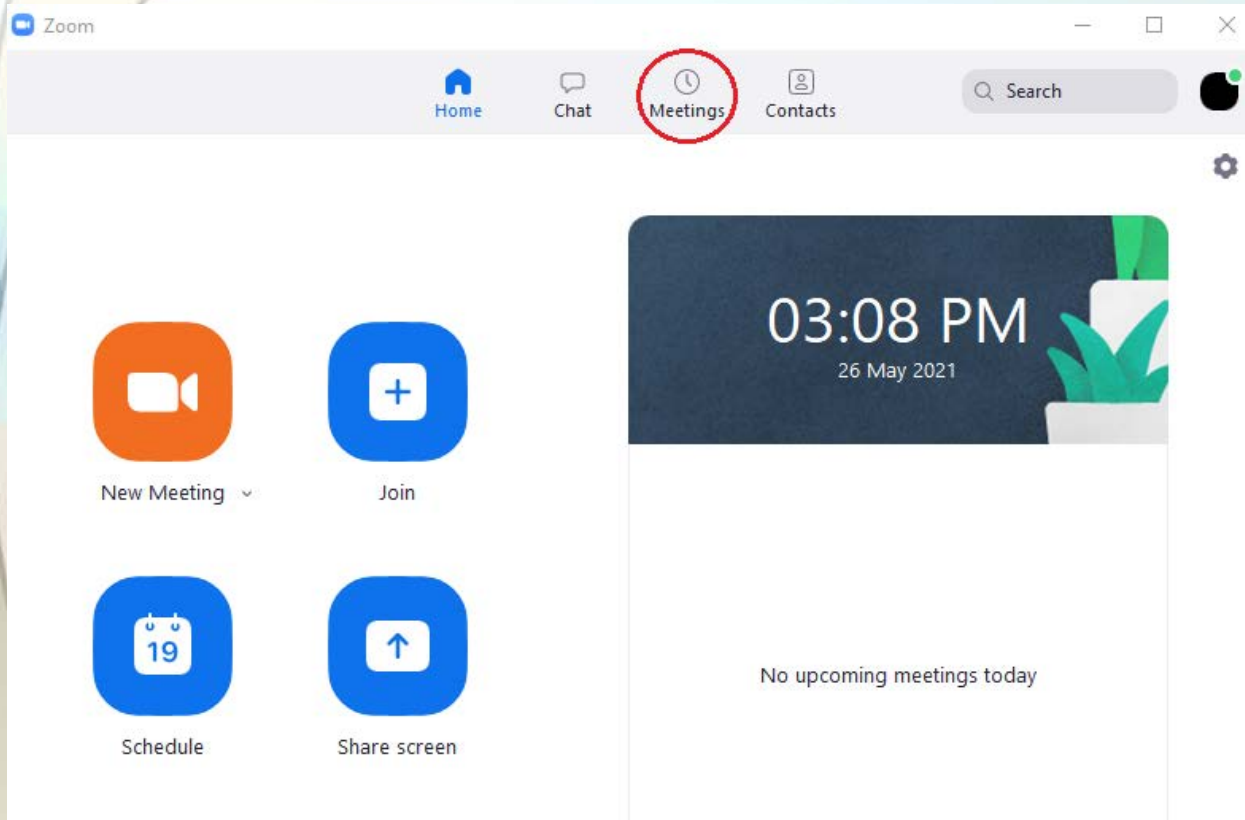 Zoom
Home Chat Meetings Contacts Search
03:08 PM
26 May 2021
New Meeting Join
19
Schedule Share screen
No upcoming meetings today